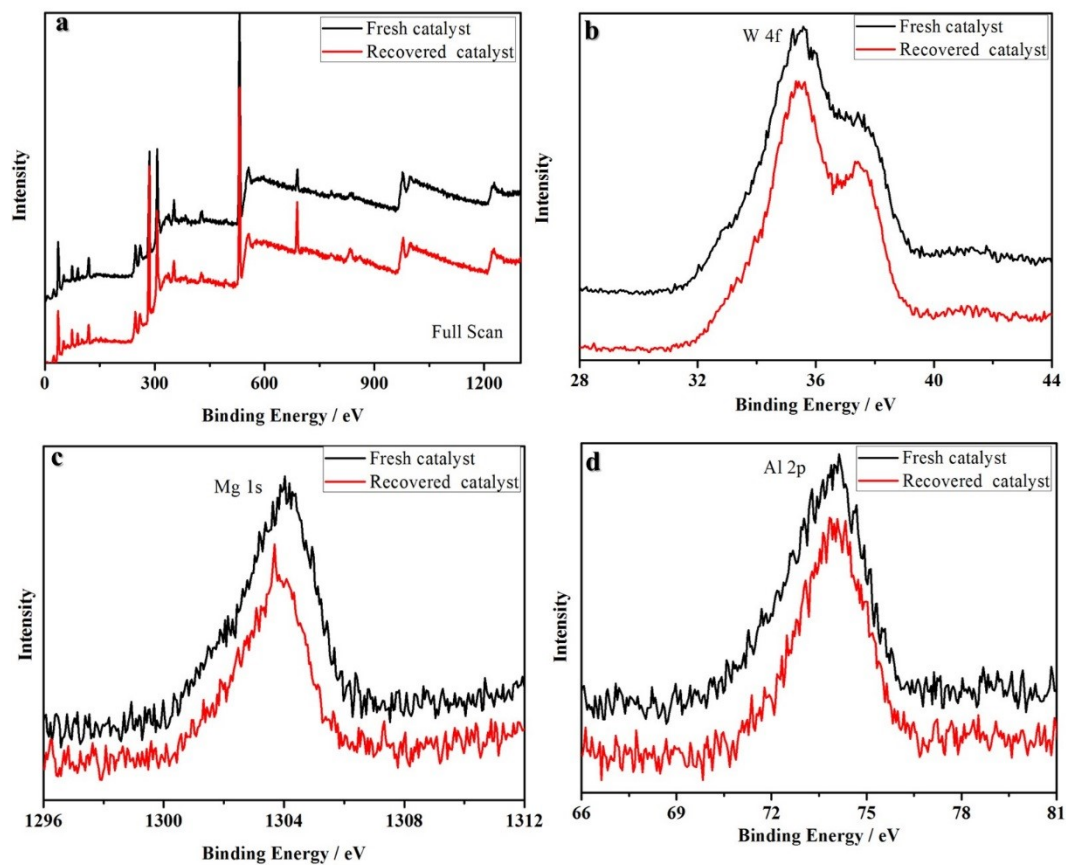 a
Fresh catalyst
Recovered catalyst
Full Scan
Intensity
0 300 600 900 1200
Binding Energy / eV
b
W 4f
Fresh catalyst
Recovered catalyst
Intensity
28 32 36 40 44
Binding Energy / eV
c
Mg 1s
Fresh catalyst
Recovered catalyst
Intensity
1296 1300 1304 1308 1312
Binding Energy / eV
d
Al 2p
Fresh catalyst
Recovered catalyst
Intensity
66 69 72 75 78 81
Binding Energy / eV